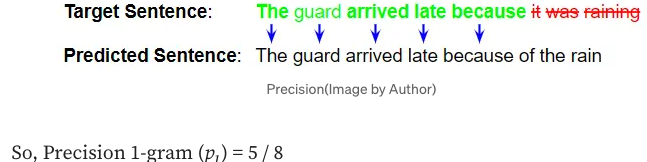 Target Sentence: The guard arrived late because it was raining
Predicted Sentence: The guard arrived late because of the rain
Precision(Image by Author)
So, Precision 1-gram (p₁) = 5 / 8